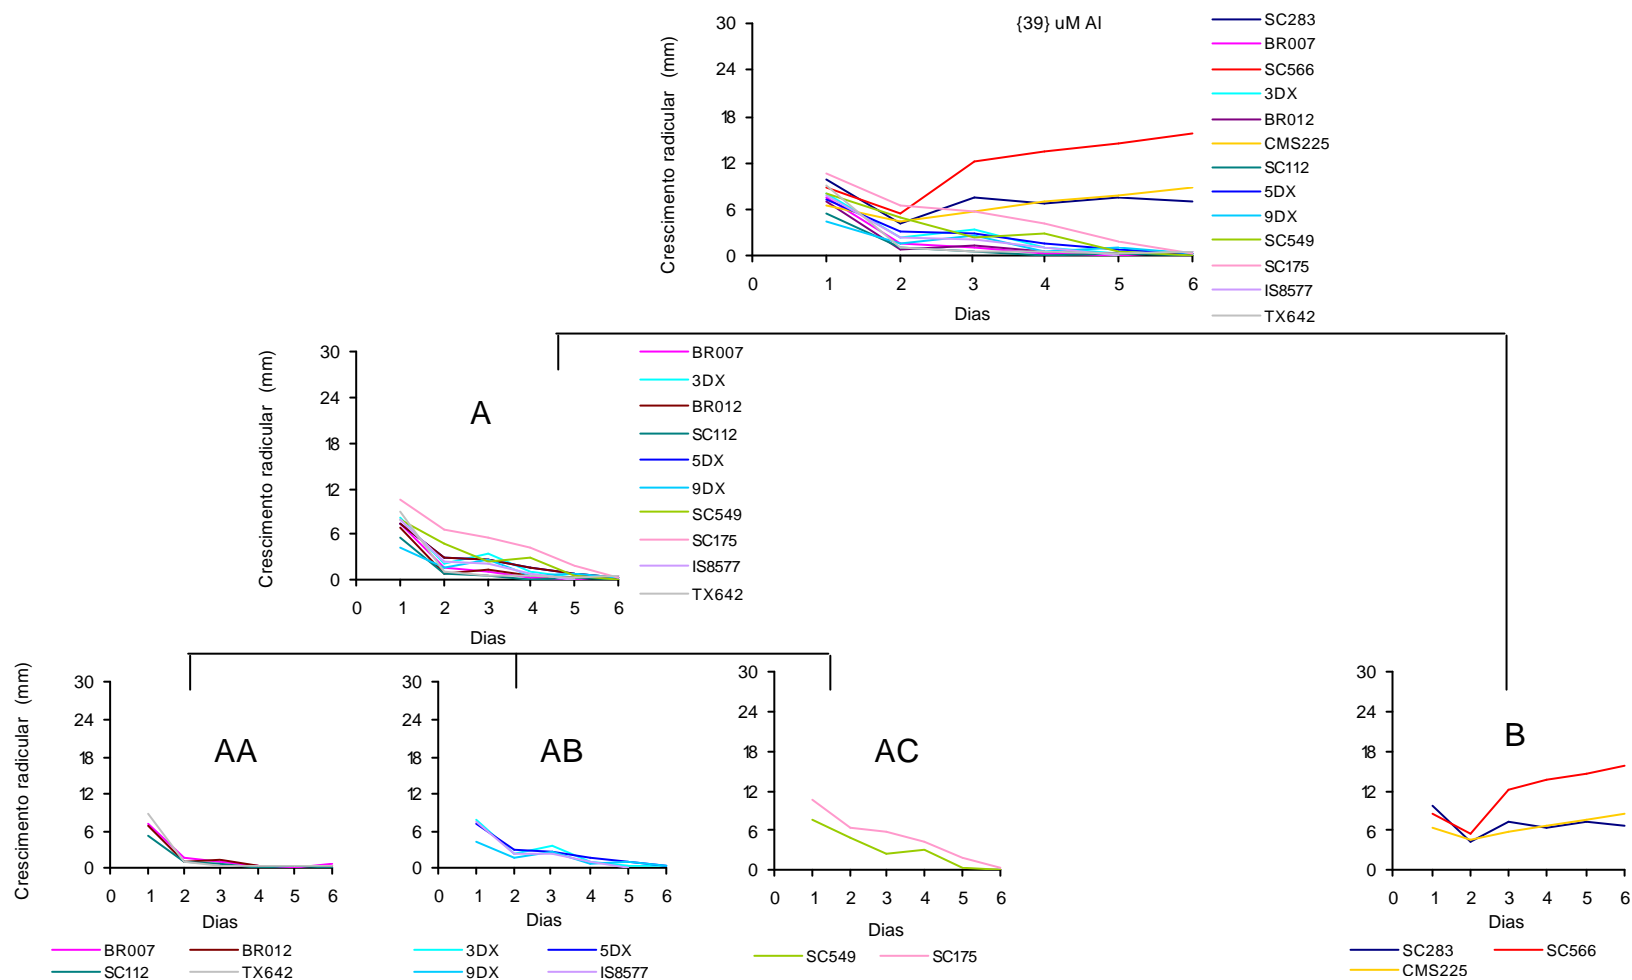 {39} uM Al
Crescimento radicular (mm)
30
24
18
12
6
0
0 1 2 3 4 5 6
Dias
SC283
BR007
SC566
3DX
BR012
CMS225
SC112
5DX
9DX
SC549
SC175
IS8577
TX642
Crescimento radicular (mm)
30
24
18
12
6
0
0 1 2 3 4 5 6
Dias
A
BR007
3DX
BR012
SC112
5DX
9DX
SC549
SC175
IS8577
TX642
Crescimento radicular (mm)
30
24
18
12
6
0
0 1 2 3 4 5 6
Dias
AA
BR007 BR012
SC112 TX642
30
24
18
12
6
0
0 1 2 3 4 5 6
Dias
AB
3DX 5DX
9DX IS8577
30
24
18
12
6
0
0 1 2 3 4 5 6
Dias
AC
SC549 SC175
30
24
18
12
6
0
0 1 2 3 4 5 6
Dias
B
SC283 SC566
CMS225